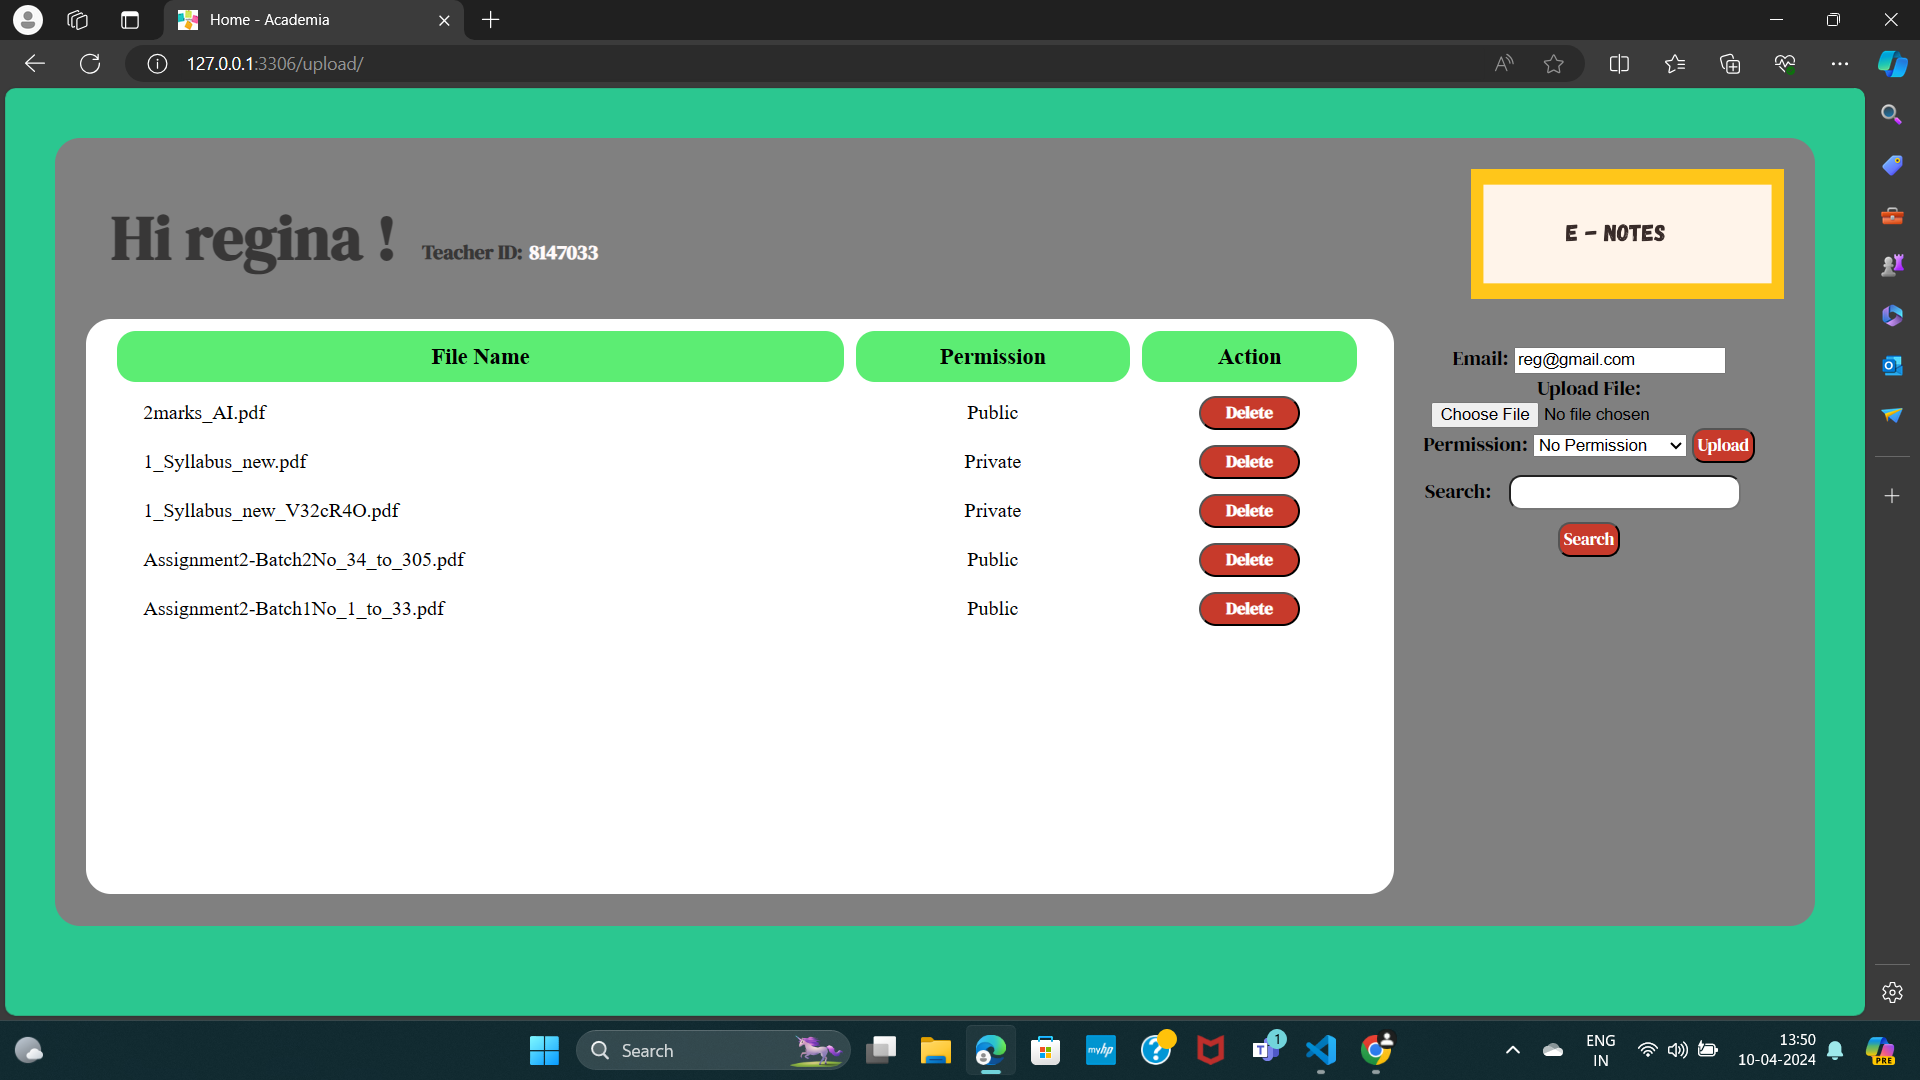 Home - Academia
127.0.0.1:3306/upload/
Hi regina !
Teacher ID: 8147033
E - NOTES
File Name Permission Action
2marks_AI.pdf Public Delete
1_Syllabus_new.pdf Private Delete
1_Syllabus_new_V32cR4O.pdf Private Delete
Assignment2-Batch2No_34_to_305.pdf Public Delete
Assignment2-Batch1No_1_to_33.pdf Public Delete
Email: reg@gmail.com
Upload File:
Choose File No file chosen
Permission: No Permission Upload
Search:
Search
Search
myhp
1
ENG
IN
13:50
10-04-2024
PRE